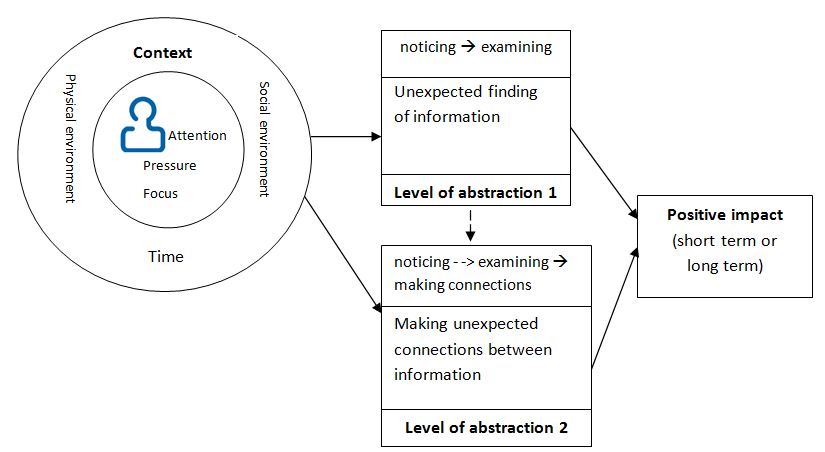 Context
Physical environment
Social environment
Attention
Pressure
Focus
Time
noticing → examining
Unexpected finding
of information
Level of abstraction 1
noticing - -> examining →
making connections
Making unexpected
connections between
information
Level of abstraction 2
Positive impact
(short term or
long term)